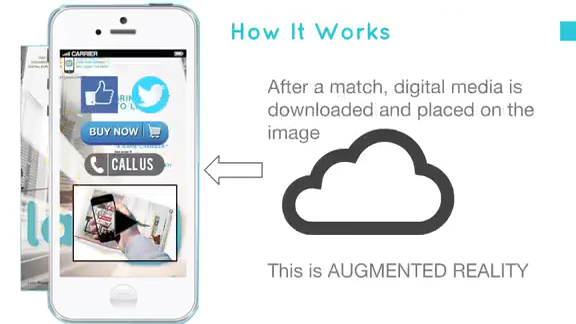 How It Works
CARRIER
BUY NOW
CALL US
After a match, digital media is
downloaded and placed on the
image
This is AUGMENTED REALITY